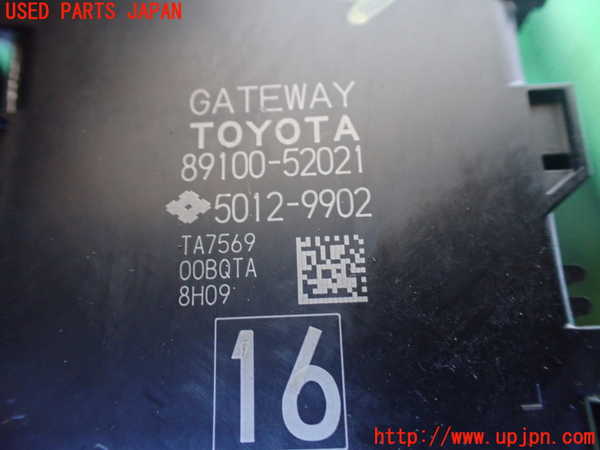 USED PARTS JAPAN
GATEWAY
TOYOTA
89100-52021
5012-9902
TA7569
00BQTA
8H09
16
http://www.upjpn.com/